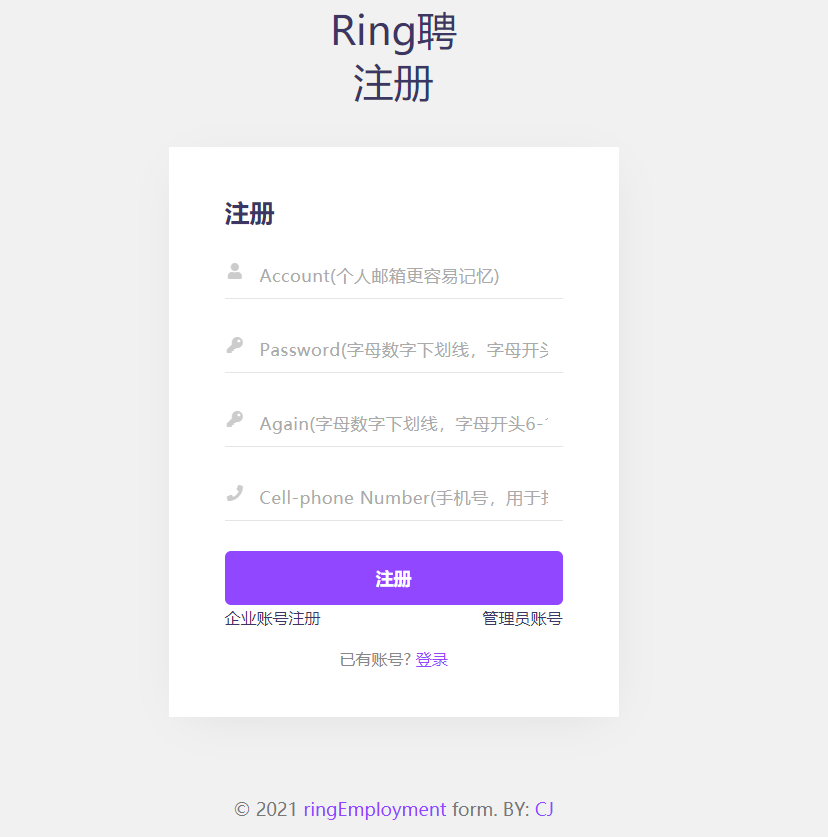 Ring聘
注册
注册
Account(个人邮箱更容易记忆)
Password(字母数字下划线，字母开
Again(字母数字下划线，字母开头6-
Cell-phone Number(手机号，用于
注册
企业账号注册 管理员账号
已有账号? 登录
© 2021 ringEmployment form. BY: CJ